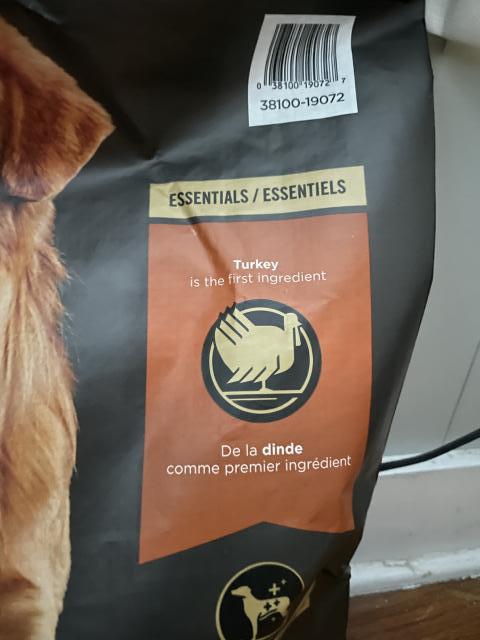 0 38100 19072 7
38100-19072
ESSENTIALS / ESSENTIELS
Turkey
is the first ingredient
De la dinde
comme premier ingrédient